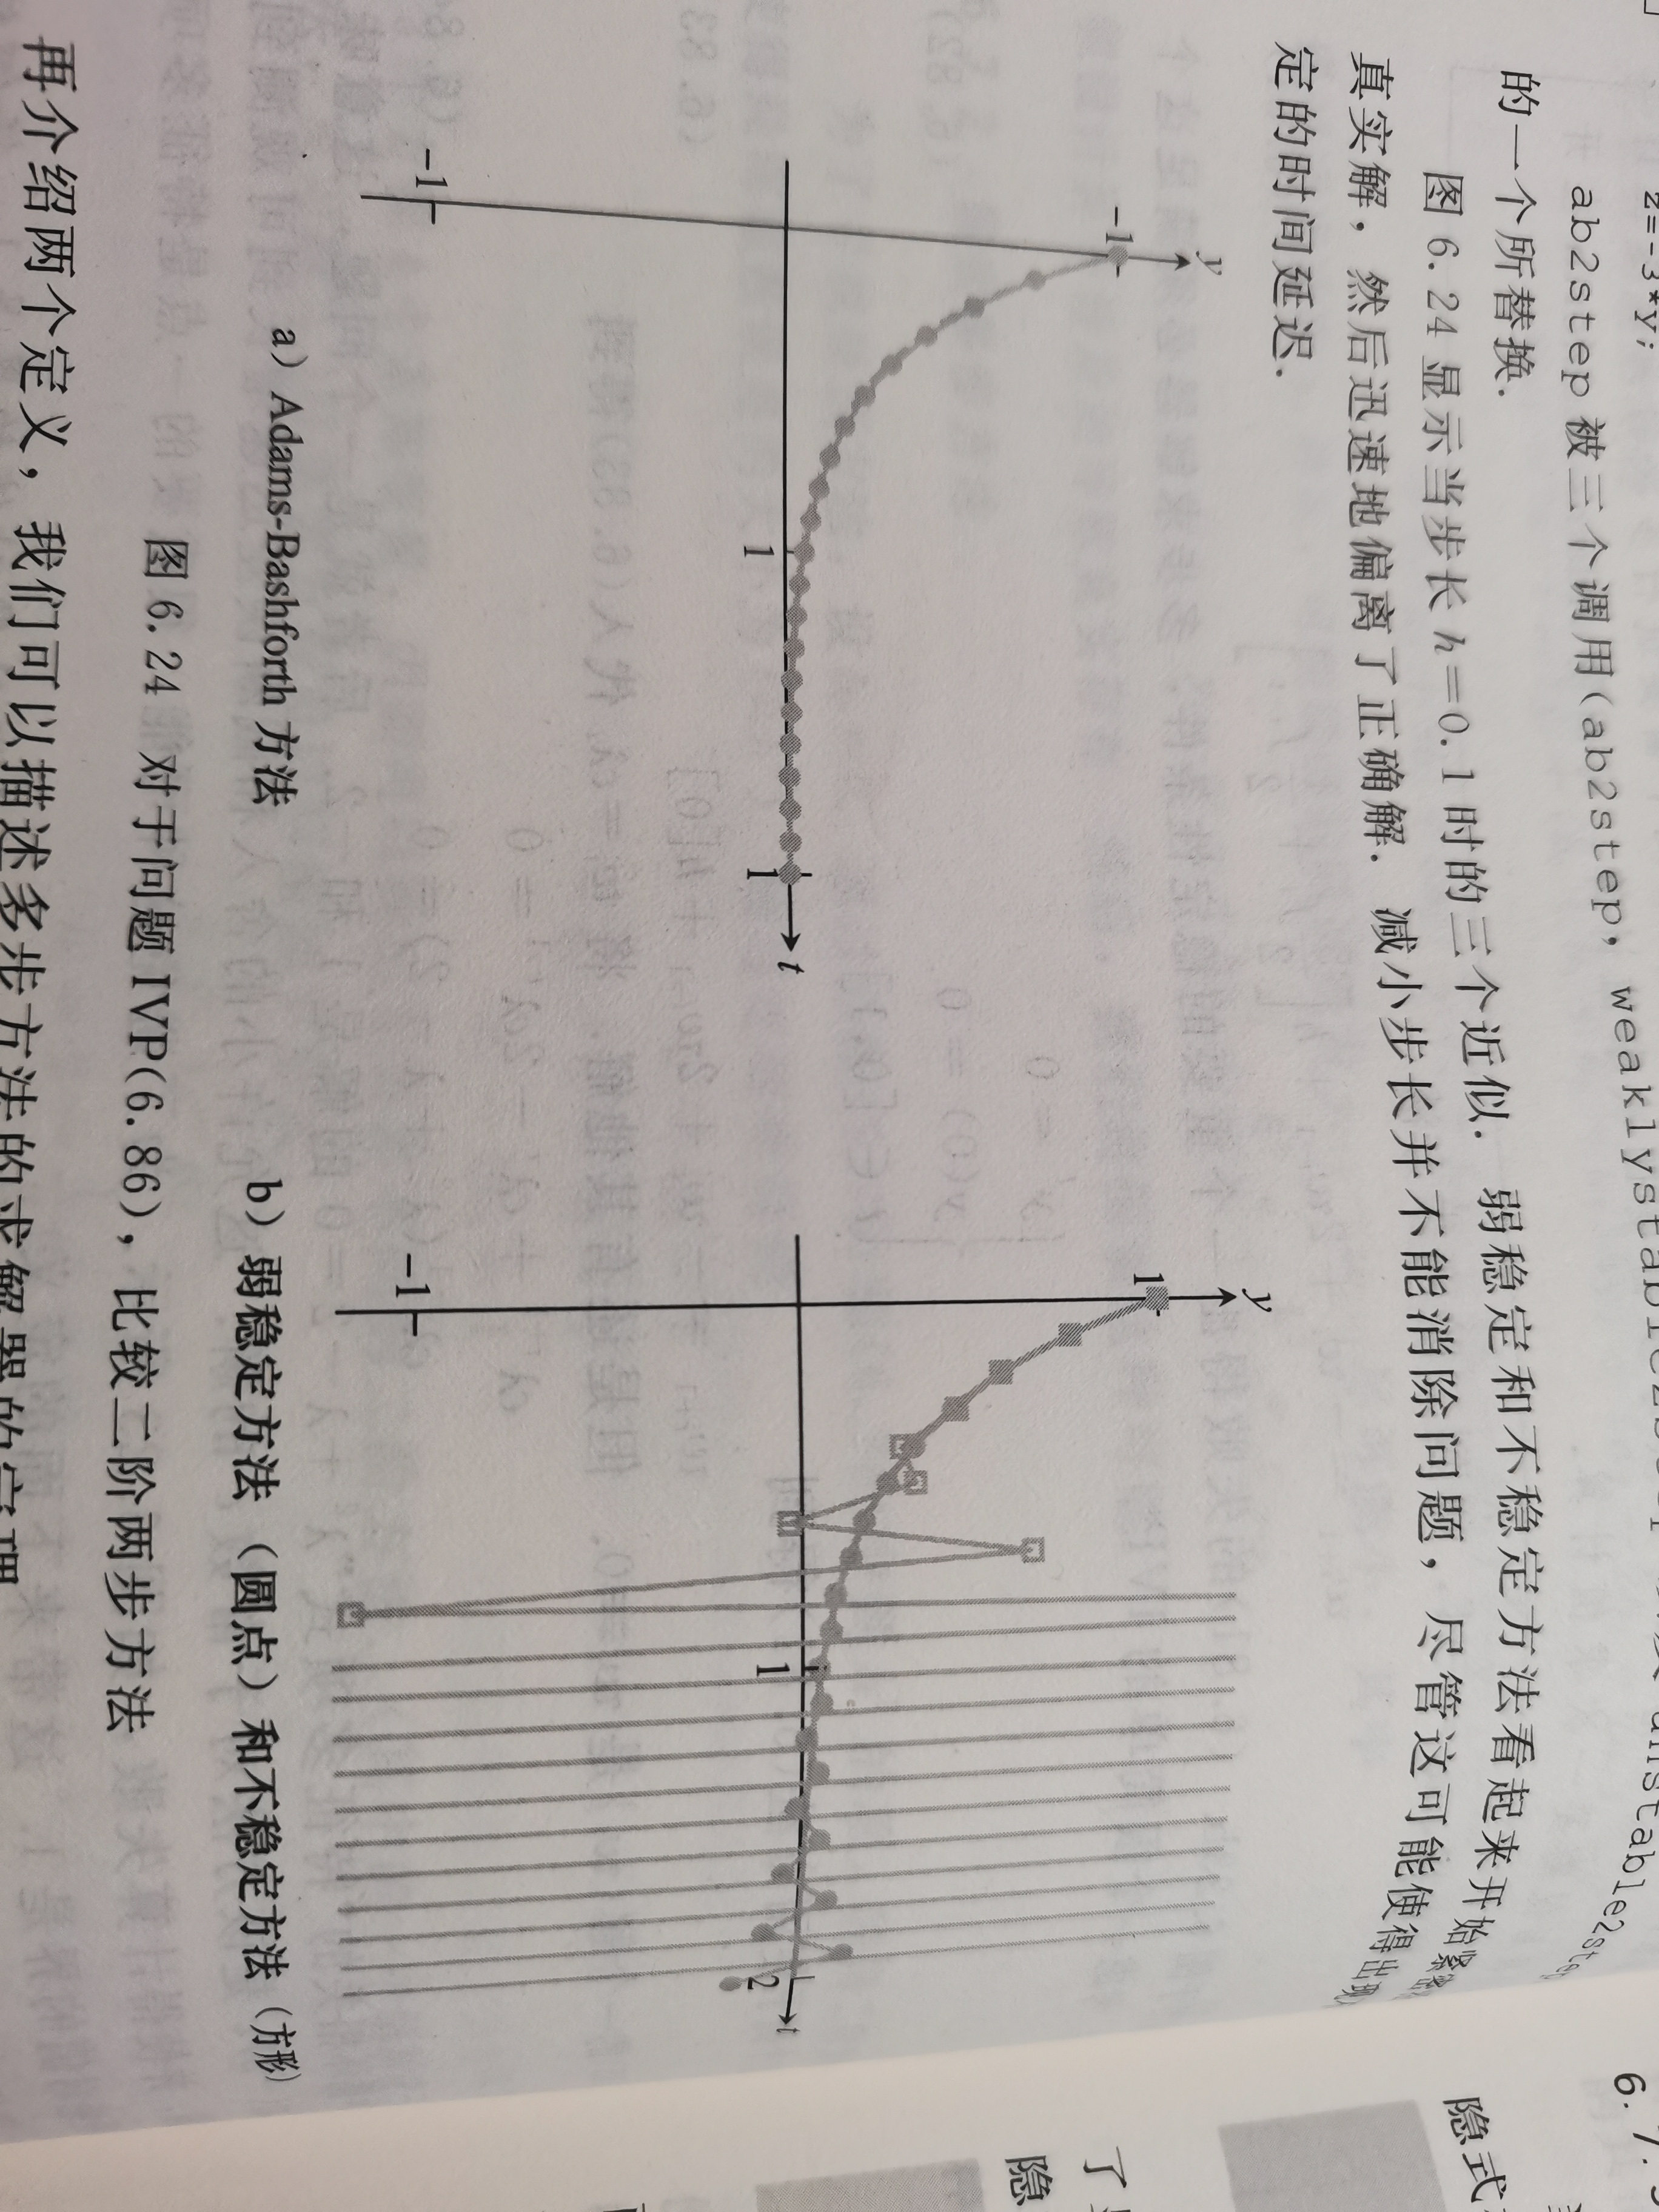 z=-3*y;
ab2step 被三个调用(ab2step, weaklystable2step 以及 unstable2step
的一个所替换.
图 6.24 显示当步长 h=0.1 时的三个近似. 弱稳定和不稳定方法看起来开始紧密
真实解, 然后迅速地偏离了正确解. 减小步长并不能消除问题, 尽管这可能使得出现
定的时间延迟.
y
-1
t
1
1
-1
a) Adams-Bashforth 方法
y
1
t
1
2
-1
b) 弱稳定方法 (圆点) 和不稳定方法 (方形)
图 6.24 对于问题 IVP(6.86), 比较二阶两步方法
再介绍两个定义, 我们可以描述多步方法的求解器的定理
6.7.
隐式
了
隐